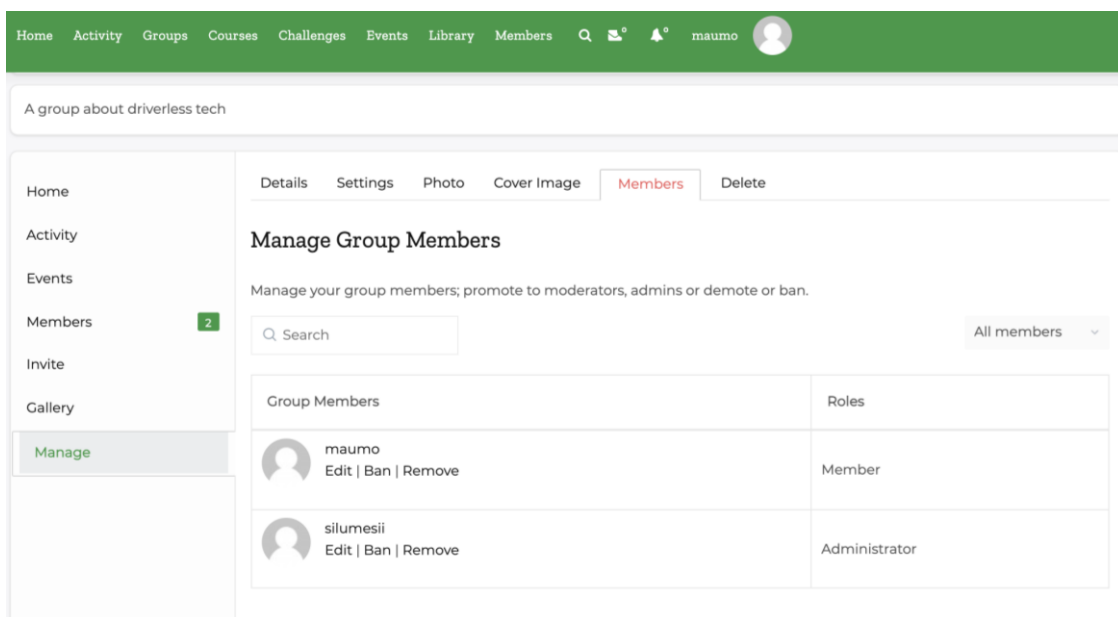 Home Activity Groups Courses Challenges Events Library Members 0 0 maumo
A group about driverless tech
Home
Activity
Events
Members 2
Invite
Gallery
Manage
Details Settings Photo Cover Image Members Delete
Manage Group Members
Manage your group members; promote to moderators, admins or demote or ban.
Search
All members
Group Members Roles
maumo
Edit | Ban | Remove
Member
silumesii
Edit | Ban | Remove
Administrator